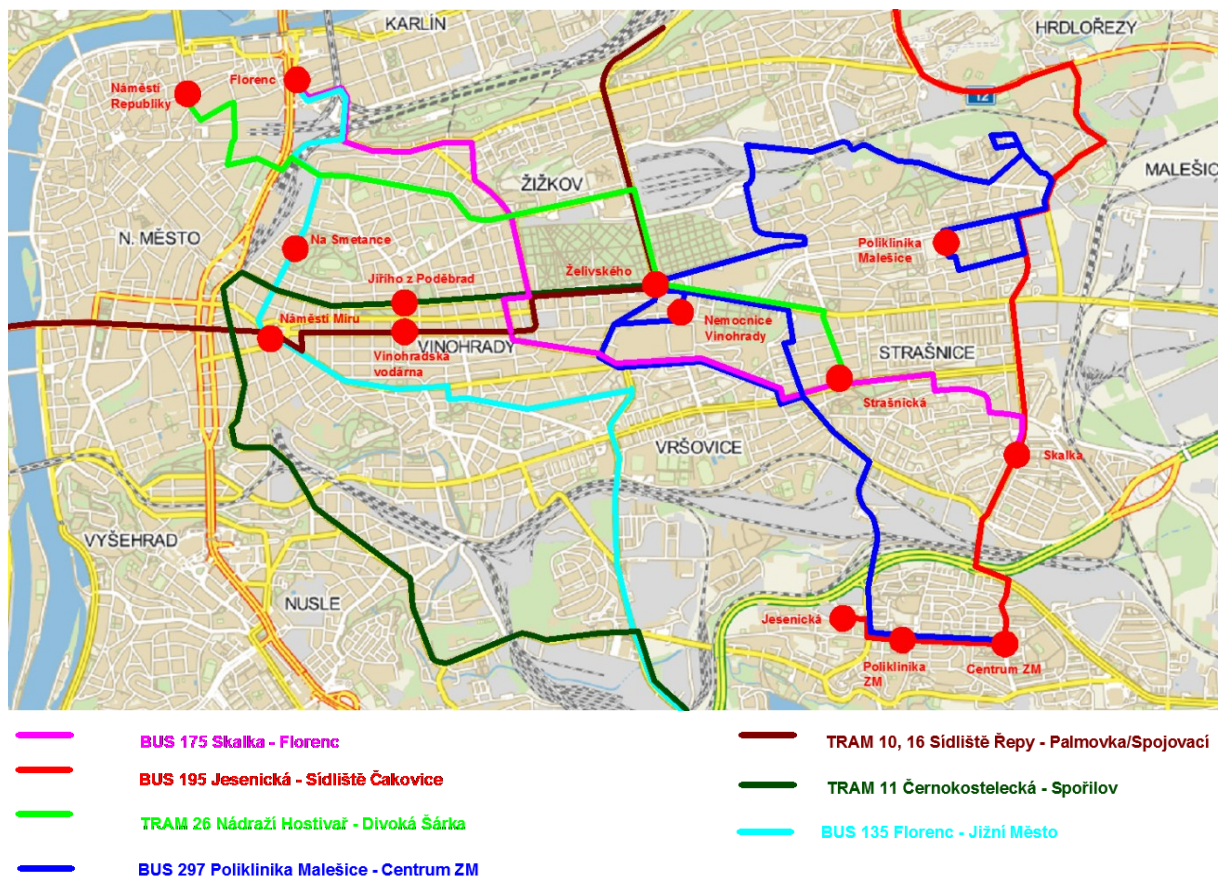 KARLÍN
HRDLOŘEZY
Florenc
Náměstí
Republiky
12
MALEŠIC
ŽIŽKOV
N. MĚSTO
Na Smetance
Poliklinika
Malešice
Jiřího z Poděbrad
Želivského
Náměstí Míru
Nemocnice
Vinohrady
VINOHRADY
Vinohradska
vodárna
STRAŠNICE
Strašnická
VRŠOVICE
Skalka
VYŠEHRAD
NUSLE
Jesenická
Poliklinika
ZM
Centrum ZM
BUS 175 Skalka - Florenc
BUS 195 Jesenická - Sídliště Čakovice
TRAM 26 Nádraží Hostivař - Divoká Šárka
BUS 297 Poliklinika Malešice - Centrum ZM
TRAM 10, 16 Sídliště Řepy - Palmovka/Spojovací
TRAM 11 Černokostelecká - Spořilov
BUS 135 Florenc - Jižní Město